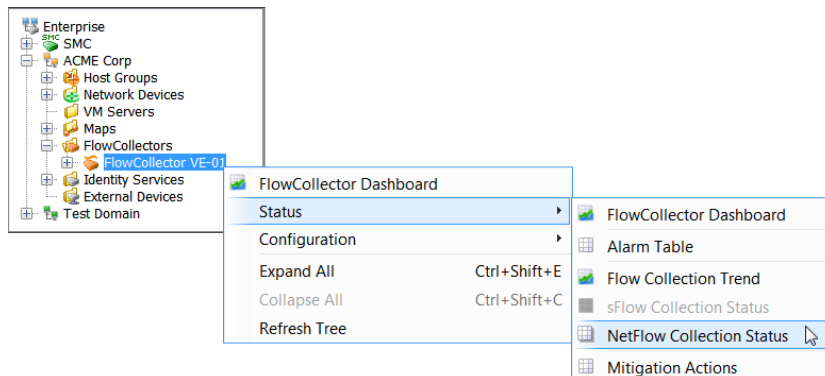 Enterprise
SMC
SMC
ACME Corp
Host Groups
Network Devices
VM Servers
Maps
FlowCollectors
FlowCollector VE-01
Identity Services
External Devices
Test Domain
FlowCollector Dashboard
Status
Configuration
Expand All Ctrl+Shift+E
Collapse All Ctrl+Shift+C
Refresh Tree
FlowCollector Dashboard
Alarm Table
Flow Collection Trend
sFlow Collection Status
NetFlow Collection Status
Mitigation Actions